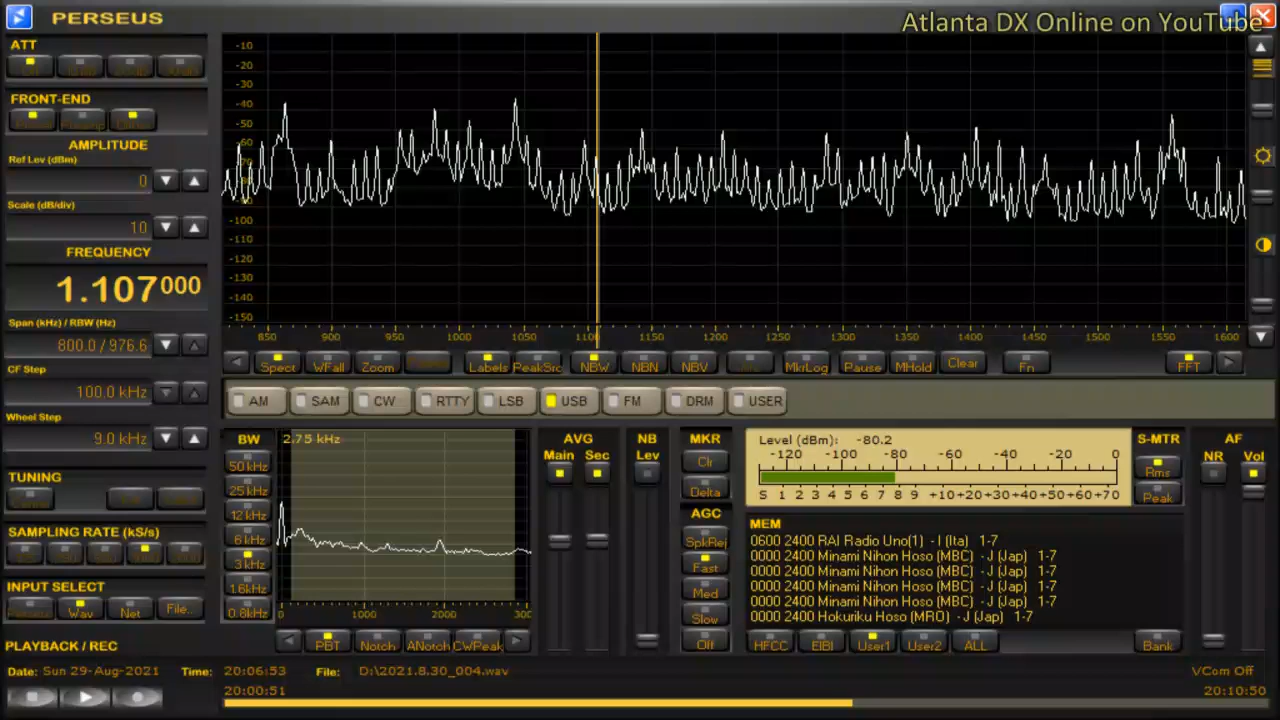 PERSEUS
Atlanta DX Online on YouTube
ATT
FRONT-END
AMPLITUDE
Ref Lev (dBm)
0
Scale (dB/div)
10
FREQUENCY
1.107000
Span (kHz) / RBW (Hz)
800.0 / 976.6
CF Step
100.0 kHz
Wheel Step
9.0 kHz
TUNING
SAMPLING RATE (kS/s)
INPUT SELECT
Wav Net File..
PLAYBACK / REC
-10
-20
-30
-40
-50
-60
-70
-80
-90
-100
-110
-120
-130
-140
-150
850 900 950 1000 1050 1100 1150 1200 1250 1300 1350 1400 1450 1500 1550 1600
Spect WFall Zoom Labels PeakSrc NBW NBN NBV MkrLog Pause MHold Clear Fn FFT
AM SAM CW RTTY LSB USB FM DRM USER
BW
50 kHz
25 kHz
12 kHz
6 kHz
3 kHz
1.6kHz
0.8kHz
2.75 kHz
0 1000 2000 300
PBT Notch ANotch CWPeak
AVG
Main Sec
NB
Lev
MKR
Clr
Delta
AGC
SpkRej
Fast
Med
Slow
Off
Level (dBm): -80.2
-120 -100 -80 -60 -40 -20 0
S 1 2 3 4 5 6 7 8 9 +10+20+30+40+50+60+70
S-MTR
Rms
Peak
AF
NR Vol
MEM
0600 2400 RAI Radio Uno(1) - I (Ita) 1-7
0000 2400 Minami Nihon Hoso (MBC) - J (Jap) 1-7
0000 2400 Minami Nihon Hoso (MBC) - J (Jap) 1-7
0000 2400 Minami Nihon Hoso (MBC) - J (Jap) 1-7
0000 2400 Minami Nihon Hoso (MBC) - J (Jap) 1-7
0000 2400 Hokuriku Hoso (MRO) - J (Jap) 1-7
HFCC EIBI User1 User2 ALL Bank
Date: Sun 29-Aug-2021 Time: 20:06:53 File: D:\2021.8.30_004.wav VCom Off
20:00:51 20:10:50